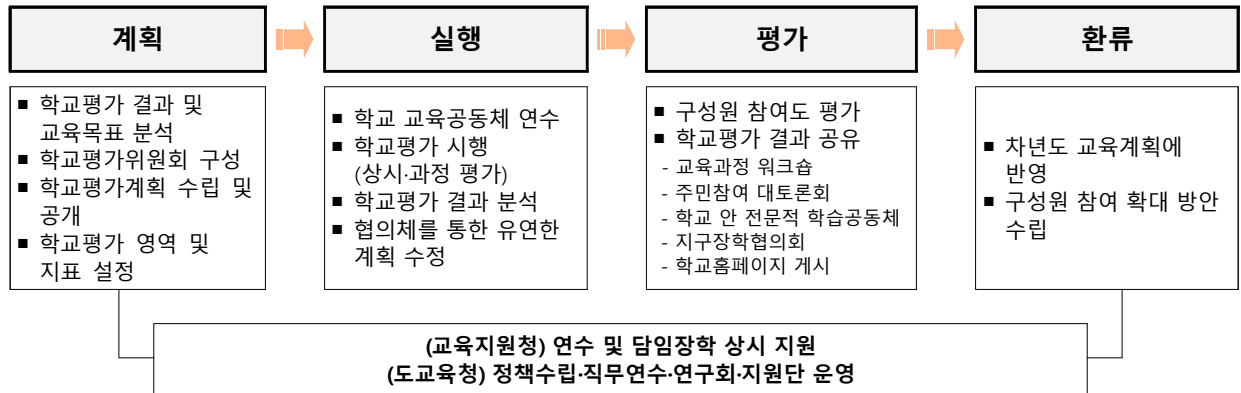 계획
실행
평가
환류
■ 학교평가 결과 및
교육목표 분석
■ 학교평가위원회 구성
■ 학교평가계획 수립 및
공개
■ 학교평가 영역 및
지표 설정
■ 학교 교육공동체 연수
■ 학교평가 시행
(상시·과정 평가)
■ 학교평가 결과 분석
■ 협의체를 통한 유연한
계획 수정
■ 구성원 참여도 평가
■ 학교평가 결과 공유
- 교육과정 워크숍
- 주민참여 대토론회
- 학교 안 전문적 학습공동체
- 지구장학협의회
- 학교홈페이지 게시
■ 차년도 교육계획에
반영
■ 구성원 참여 확대 방안
수립
(교육지원청) 연수 및 담임장학 상시 지원
(도교육청) 정책수립·직무연수·연구회·지원단 운영